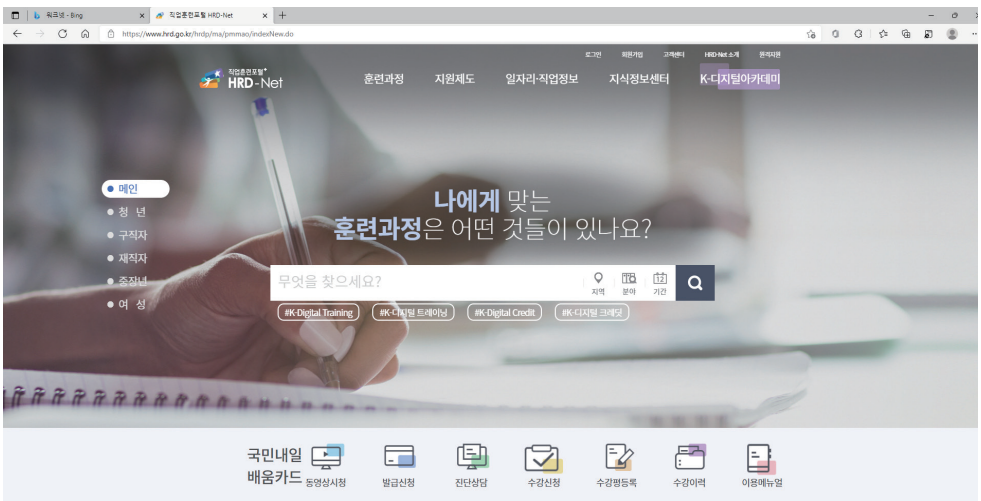 워크넷 - Bing
직업훈련포털 HRD-Net
https://www.hrd.go.kr/hrdp/ma/pmmao/indexNew.do
로그인 회원가입 고객센터 HRD-Net 소개 원격지원
직업훈련포털
HRD-Net
훈련과정 지원제도 일자리·직업정보 지식정보센터 K-디지털아카데미
메인
청 년
구직자
재직자
중장년
여 성
나에게 맞는
훈련과정은 어떤 것들이 있나요?
무엇을 찾으세요?
12
지역 분야 기간
#K-Digital Training #K-디지털 트레이닝 #K-Digital Credit #K-디지털 크레딧
국민내일
배움카드
동영상시청 발급신청 진단상담 수강신청 수강평등록 수강이력 이용매뉴얼